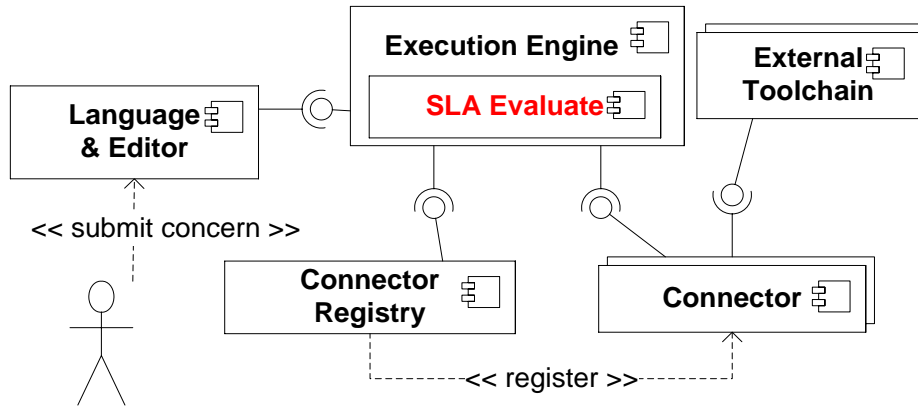 Execution Engine
SLA Evaluate
External
Toolchain
Language
& Editor
<< submit concern >>
Connector
Registry
Connector
<< register >>